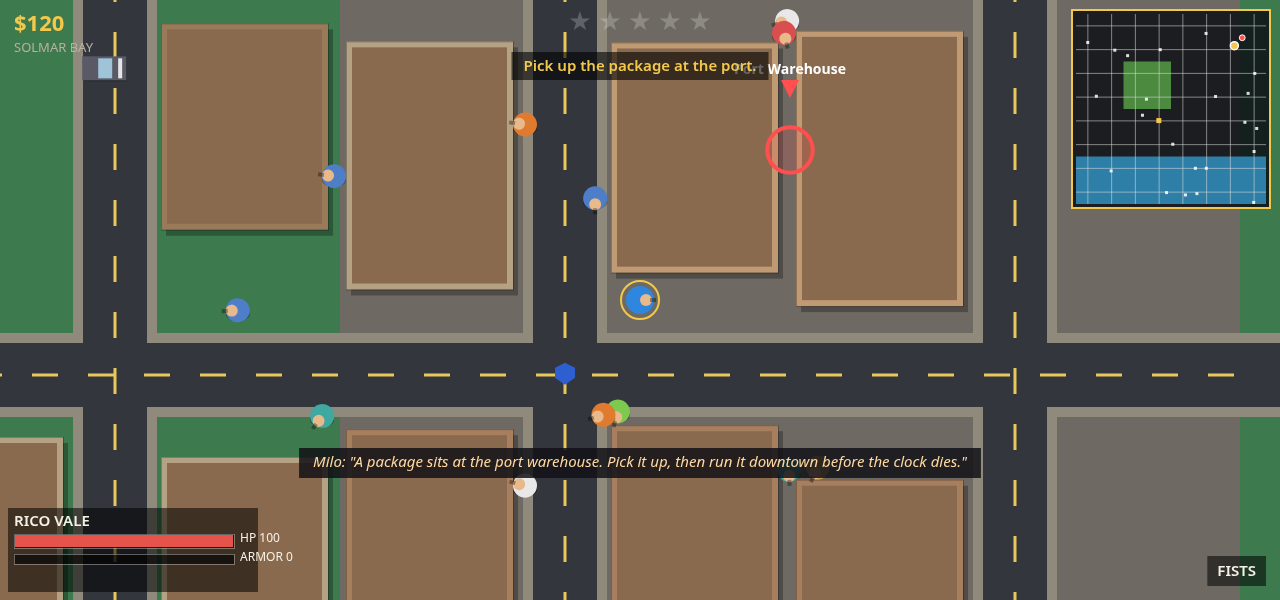 $120
SOLMAR BAY
Pick up the package at the port.
Port Warehouse
Milo: "A package sits at the port warehouse. Pick it up, then run it downtown before the clock dies."
RICO VALE
HP 100
ARMOR 0
FISTS